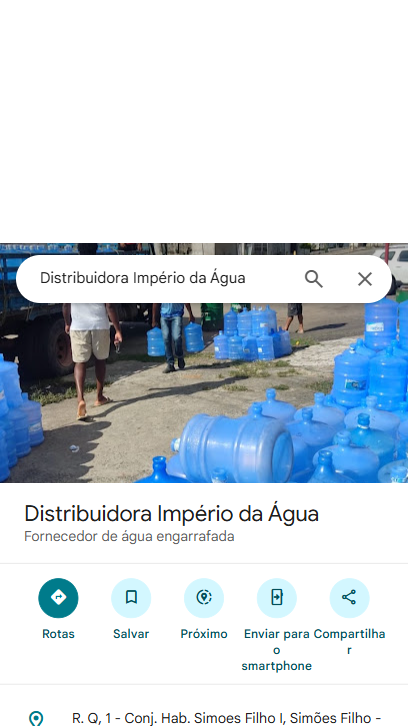 Distribuidora Império da Água
Distribuidora Império da Água
Fornecedor de água engarrafada
Rotas
Salvar
Próximo
Enviar para
o
smartphone
Compartilha
r
R. Q, 1 - Conj. Hab. Simoes Filho I, Simões Filho -